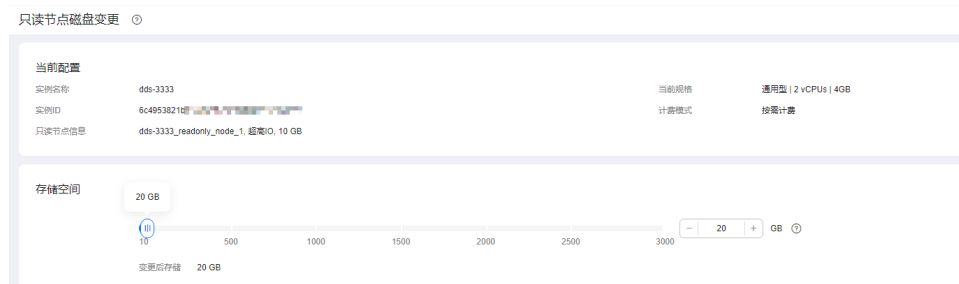 只读节点磁盘变更
当前配置
实例名称 dds-3333 当前规格 通用型 | 2 vCPUs | 4GB
实例ID 6c4953821b 计费模式 按需计费
只读节点信息 dds-3333_readonly_node_1, 超高IO, 10 GB
存储空间
20 GB
10 500 1000 1500 2000 2500 3000
20 GB
变更后存储 20 GB